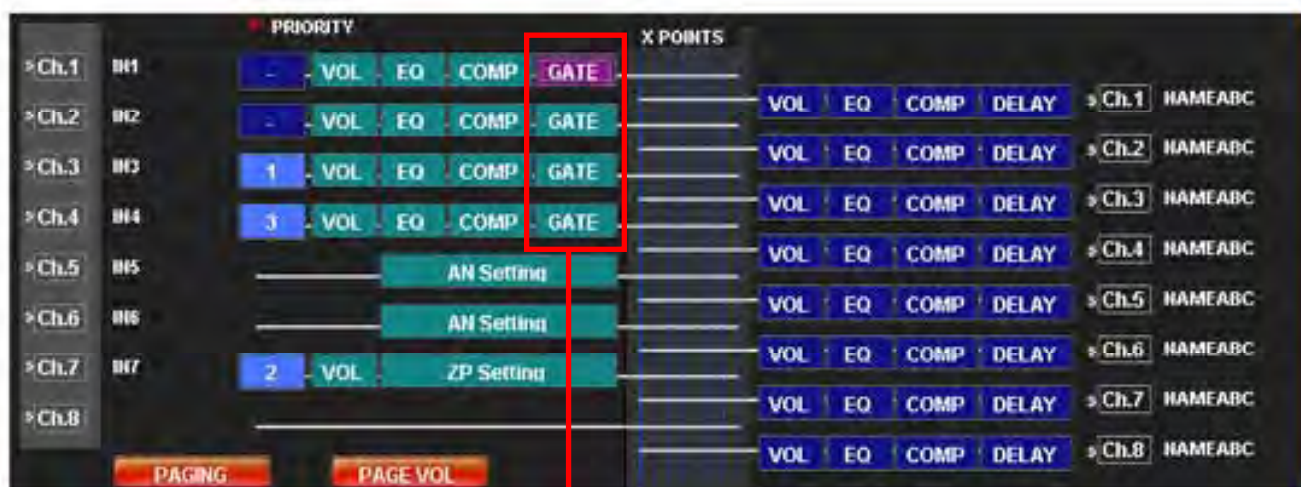 PRIORITY
X POINTS
Ch.1 IN1 - VOL EQ COMP GATE
VOL EQ COMP DELAY Ch.1 NAMEABC
Ch.2 IN2 - VOL EQ COMP GATE
VOL EQ COMP DELAY Ch.2 NAMEABC
Ch.3 IN3 1 VOL EQ COMP GATE
VOL EQ COMP DELAY Ch.3 NAMEABC
Ch.4 IN4 3 VOL EQ COMP GATE
VOL EQ COMP DELAY Ch.4 NAMEABC
Ch.5 IN5 AN Setting
VOL EQ COMP DELAY Ch.5 NAMEABC
Ch.6 IN6 AN Setting
VOL EQ COMP DELAY Ch.6 NAMEABC
Ch.7 IN7 2 VOL ZP Setting
VOL EQ COMP DELAY Ch.7 NAMEABC
Ch.8
VOL EQ COMP DELAY Ch.8 NAMEABC
PAGING PAGE VOL